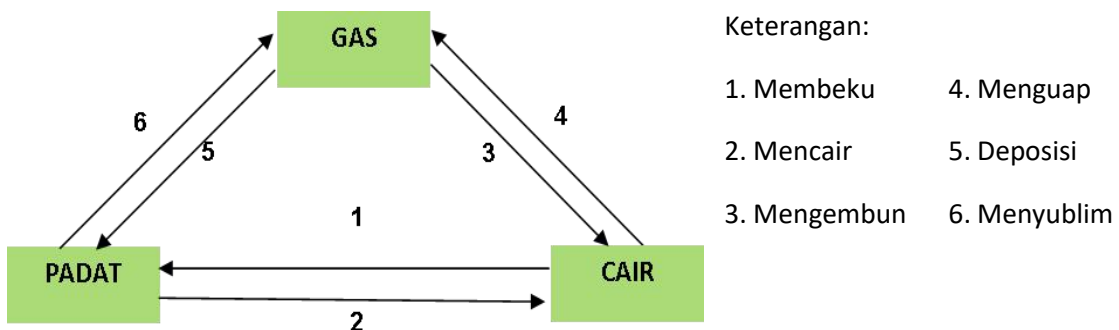 GAS
Keterangan:
1. Membeku 4. Menguap
6
4
5
3
2. Mencair 5. Deposisi
1
3. Mengembun 6. Menyublim
PADAT
CAIR
2